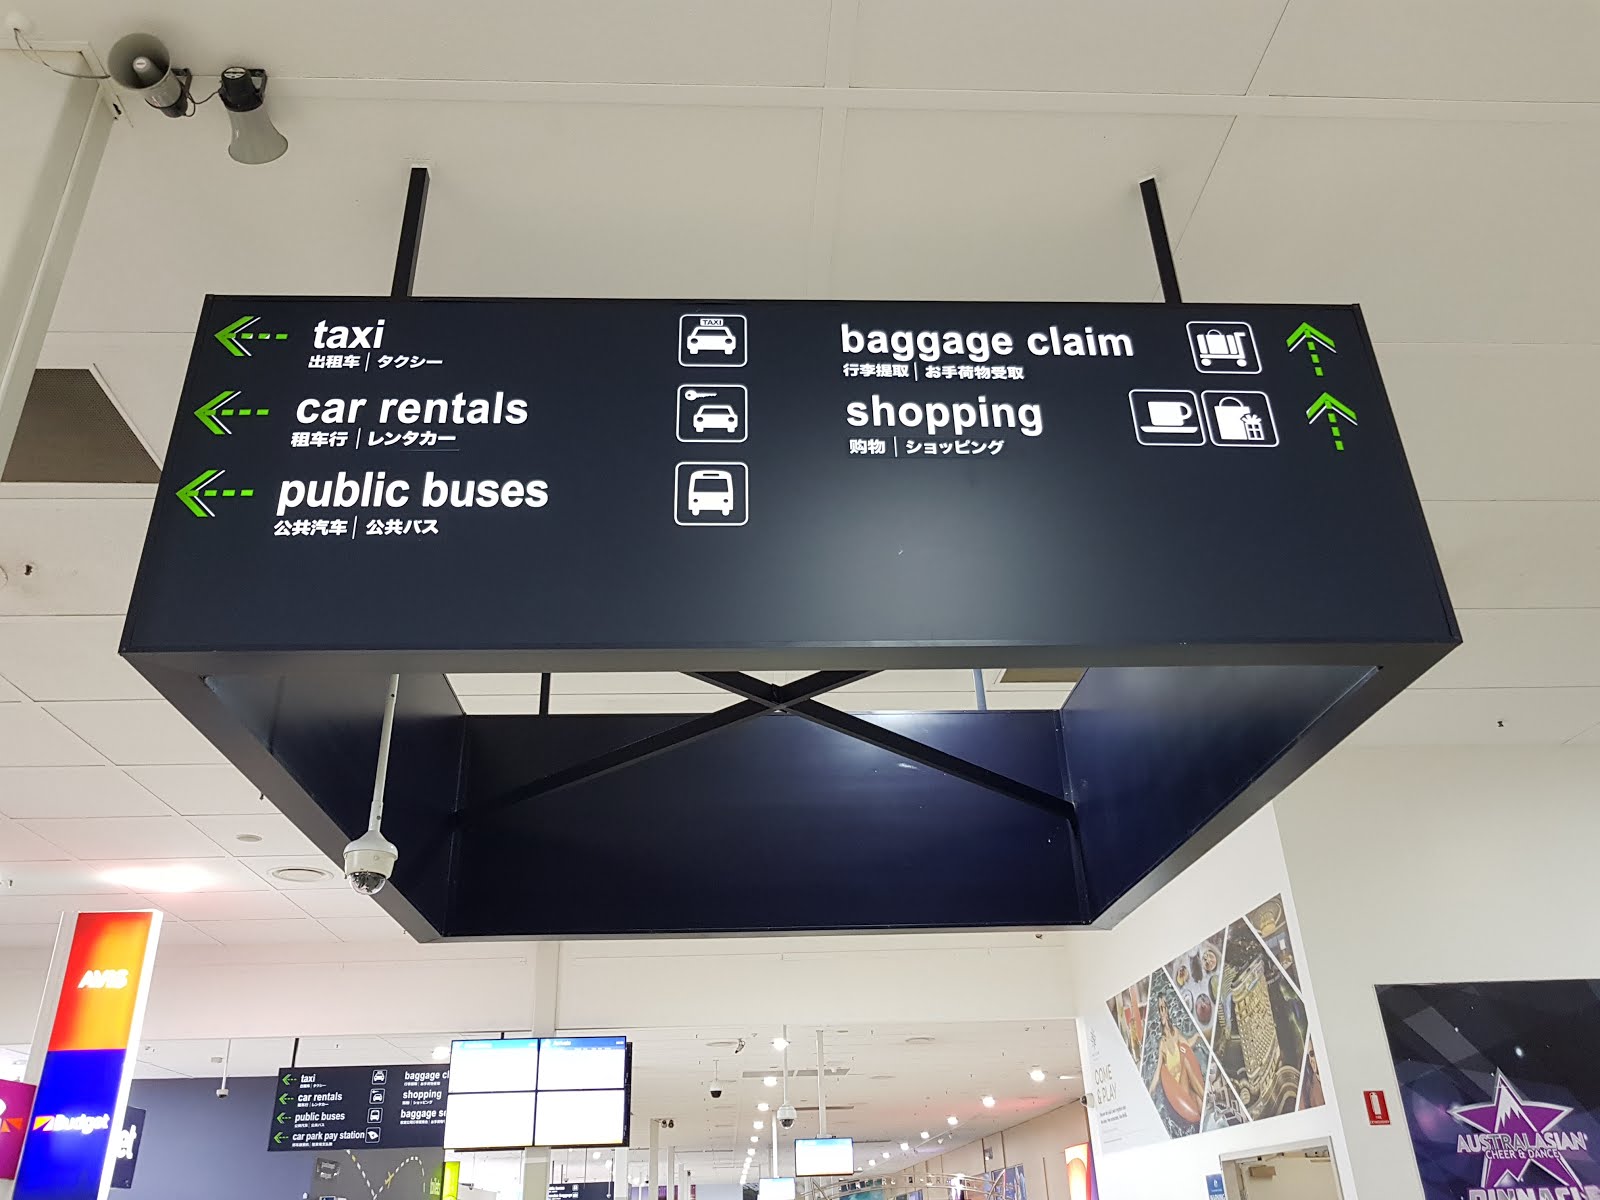 taxi
出租车 | タクシー
TAXI
car rentals
租车行 | レンタカー
public buses
公共汽车 | 公共バス
baggage claim
行李提取 | お手荷物受取
shopping
购物 | ショッピング
AVIS
Budget
taxi
car rentals
public buses
car park pay station
baggage cl
shopping
baggage se
COME
& PLAY
AUSTRALASIAN
CHEER & DANCE